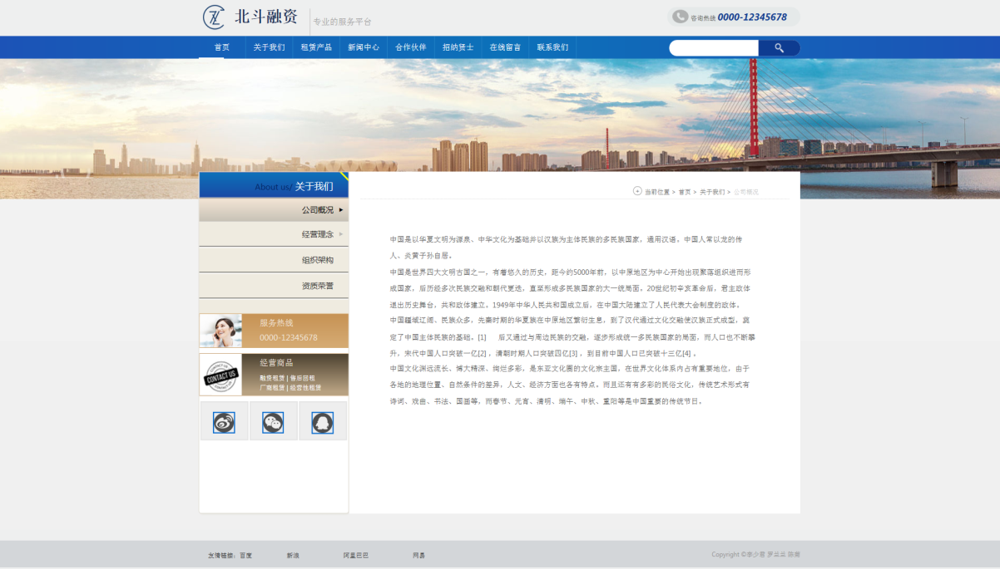 北斗融资
专业的服务平台
咨询热线 0000-12345678
首页 关于我们 租赁产品 新闻中心 合作伙伴 招纳贤士 在线留言 联系我们
About us/ 关于我们
当前位置 > 首页 > 关于我们 > 公司概况
公司概况
经营理念
组织架构
资质荣誉
服务热线
0000-12345678
经营商品
CONTACT US
融资租赁 | 售后回租
厂商租赁 | 经营性租赁
中国是以华夏文明为源泉、中华文化为基础并以汉族为主体民族的多民族国家，通用汉语。中国人常以龙的传
人、炎黄子孙自居。
中国是世界四大文明古国之一，有着悠久的历史，距今约5000年前，以中原地区为中心开始出现聚落组织进而形
成国家，后历经多次民族交融和朝代更迭，直至形成多民族国家的大一统局面。20世纪初辛亥革命后，君主政体
退出历史舞台，共和政体建立。1949年中华人民共和国成立后，在中国大陆建立了人民代表大会制度的政体。
中国疆域辽阔、民族众多，先秦时期的华夏族在中原地区繁衍生息，到了汉代通过文化交融使汉族正式成型，奠
定了中国主体民族的基础。[1] 后又通过与周边民族的交融，逐步形成统一多民族国家的局面，而人口也不断攀
升，宋代中国人口突破一亿[2] ，清朝时期人口突破四亿[3] ，到目前中国人口已突破十三亿[4] 。
中国文化渊远流长、博大精深、绚烂多彩，是东亚文化圈的文化宗主国，在世界文化体系内占有重要地位，由于
各地的地理位置、自然条件的差异，人文、经济方面也各有特点。而且还有有多彩的民俗文化，传统艺术形式有
诗词、戏曲、书法、国画等，而春节、元宵、清明、端午、中秋、重阳等是中国重要的传统节日。
友情链接： 百度 新浪 阿里巴巴 网易
Copyright ©